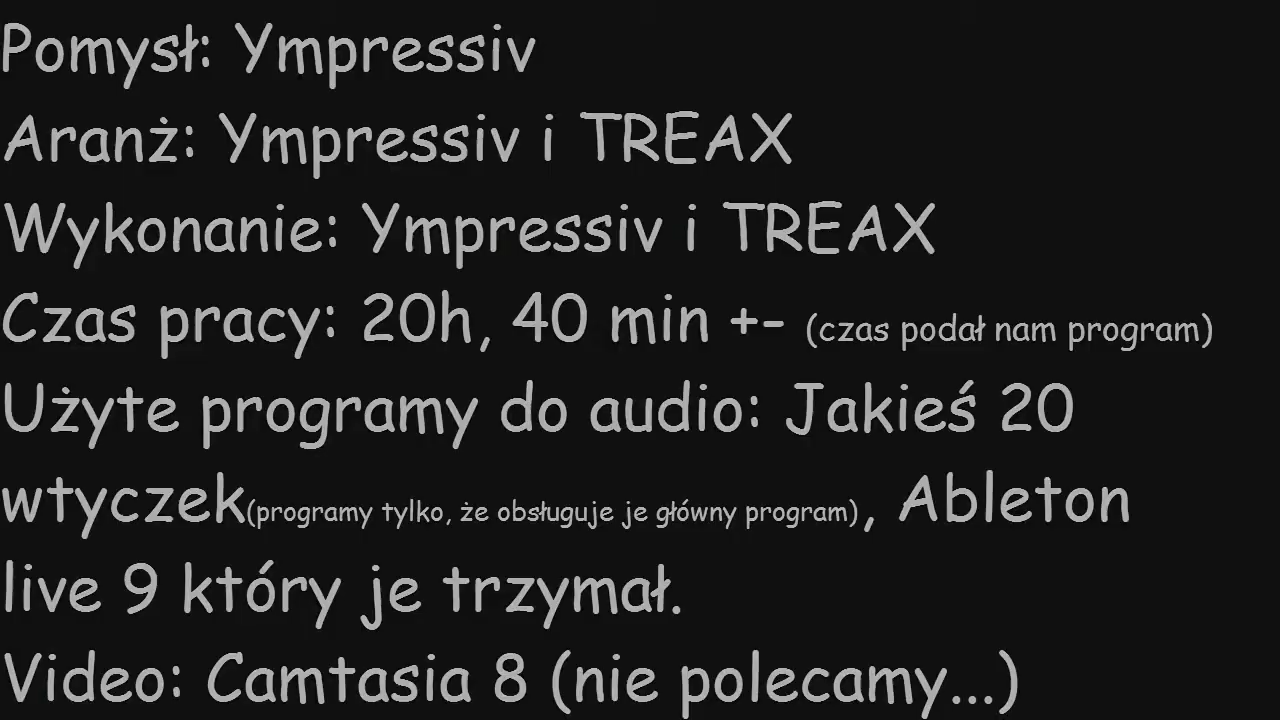 Pomysł: Ympressiv
Aranż: Ympressiv i TREAX
Wykonanie: Ympressiv i TREAX
Czas pracy: 20h, 40 min +- (czas podał nam program)
Użyte programy do audio: Jakieś 20
wtyczek(programy tylko, że obsługuje je główny program), Ableton
live 9 który je trzymał.
Video: Camtasia 8 (nie polecamy...)